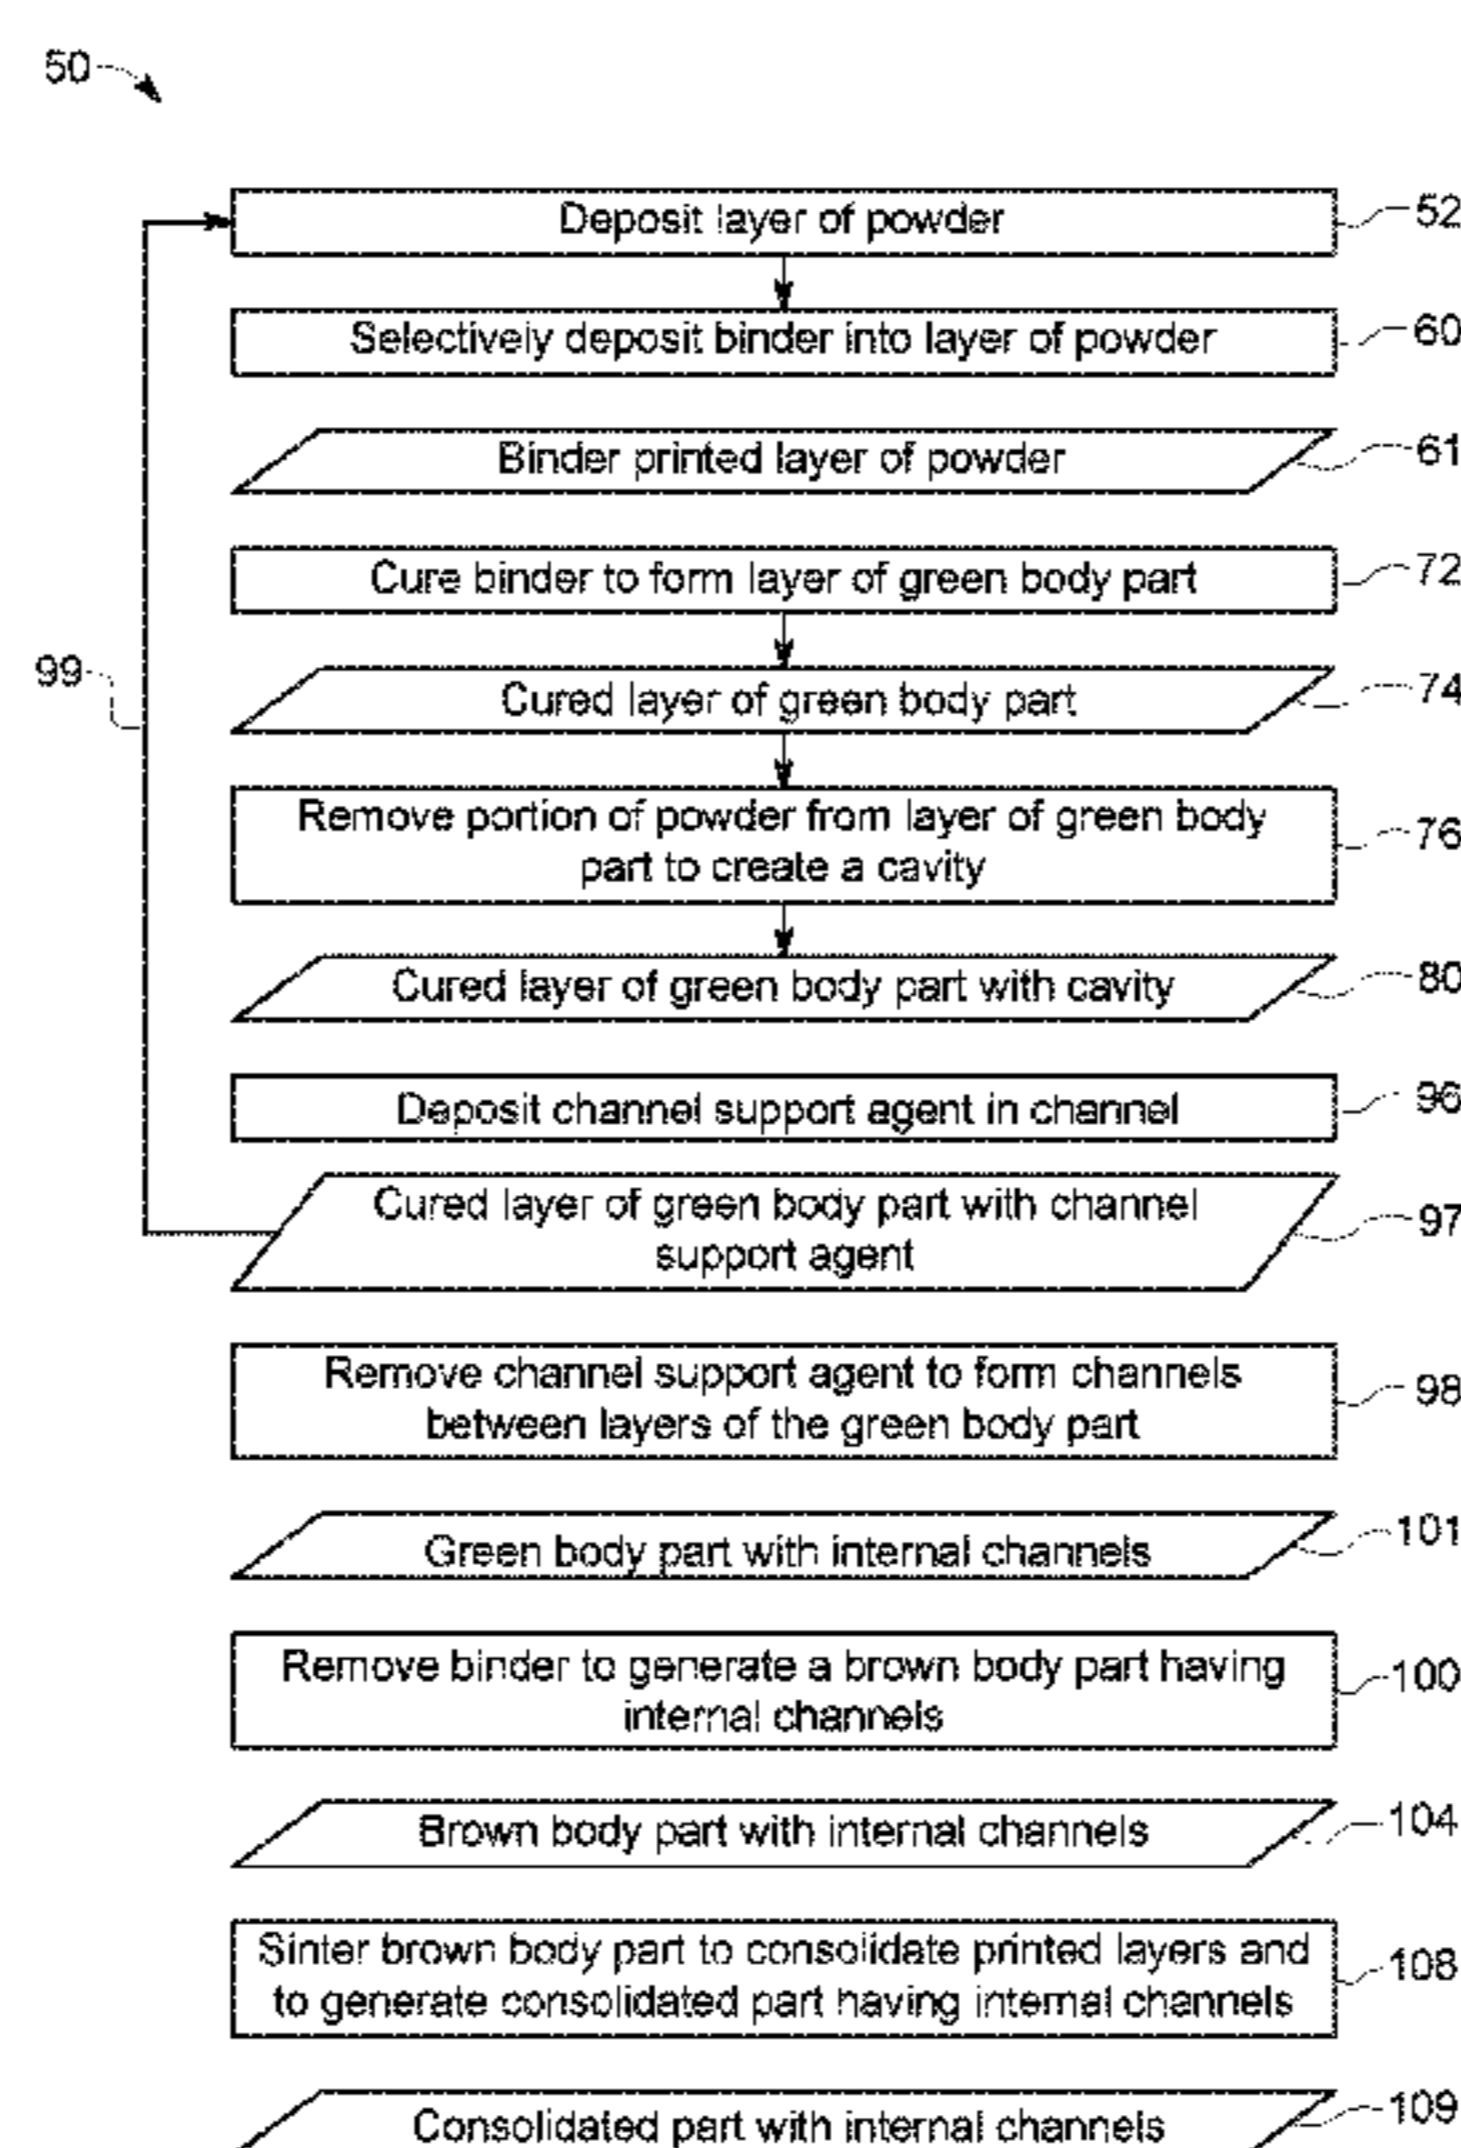 50
Deposit layer of powder 52
Selectively deposit binder into layer of powder 60
Binder printed layer of powder 61
Cure binder to form layer of green body part 72
99
Cured layer of green body part 74
Remove portion of powder from layer of green body
part to create a cavity
76
Cured layer of green body part with cavity 80
Deposit channel support agent in channel 96
Cured layer of green body part with channel
support agent
97
Remove channel support agent to form channels
between layers of the green body part
98
Green body part with internal channels 101
Remove binder to generate a brown body part having
internal channels
100
Brown body part with internal channels 104
Sinter brown body part to consolidate printed layers and
to generate consolidated part having internal channels
108
Consolidated part with internal channels 109